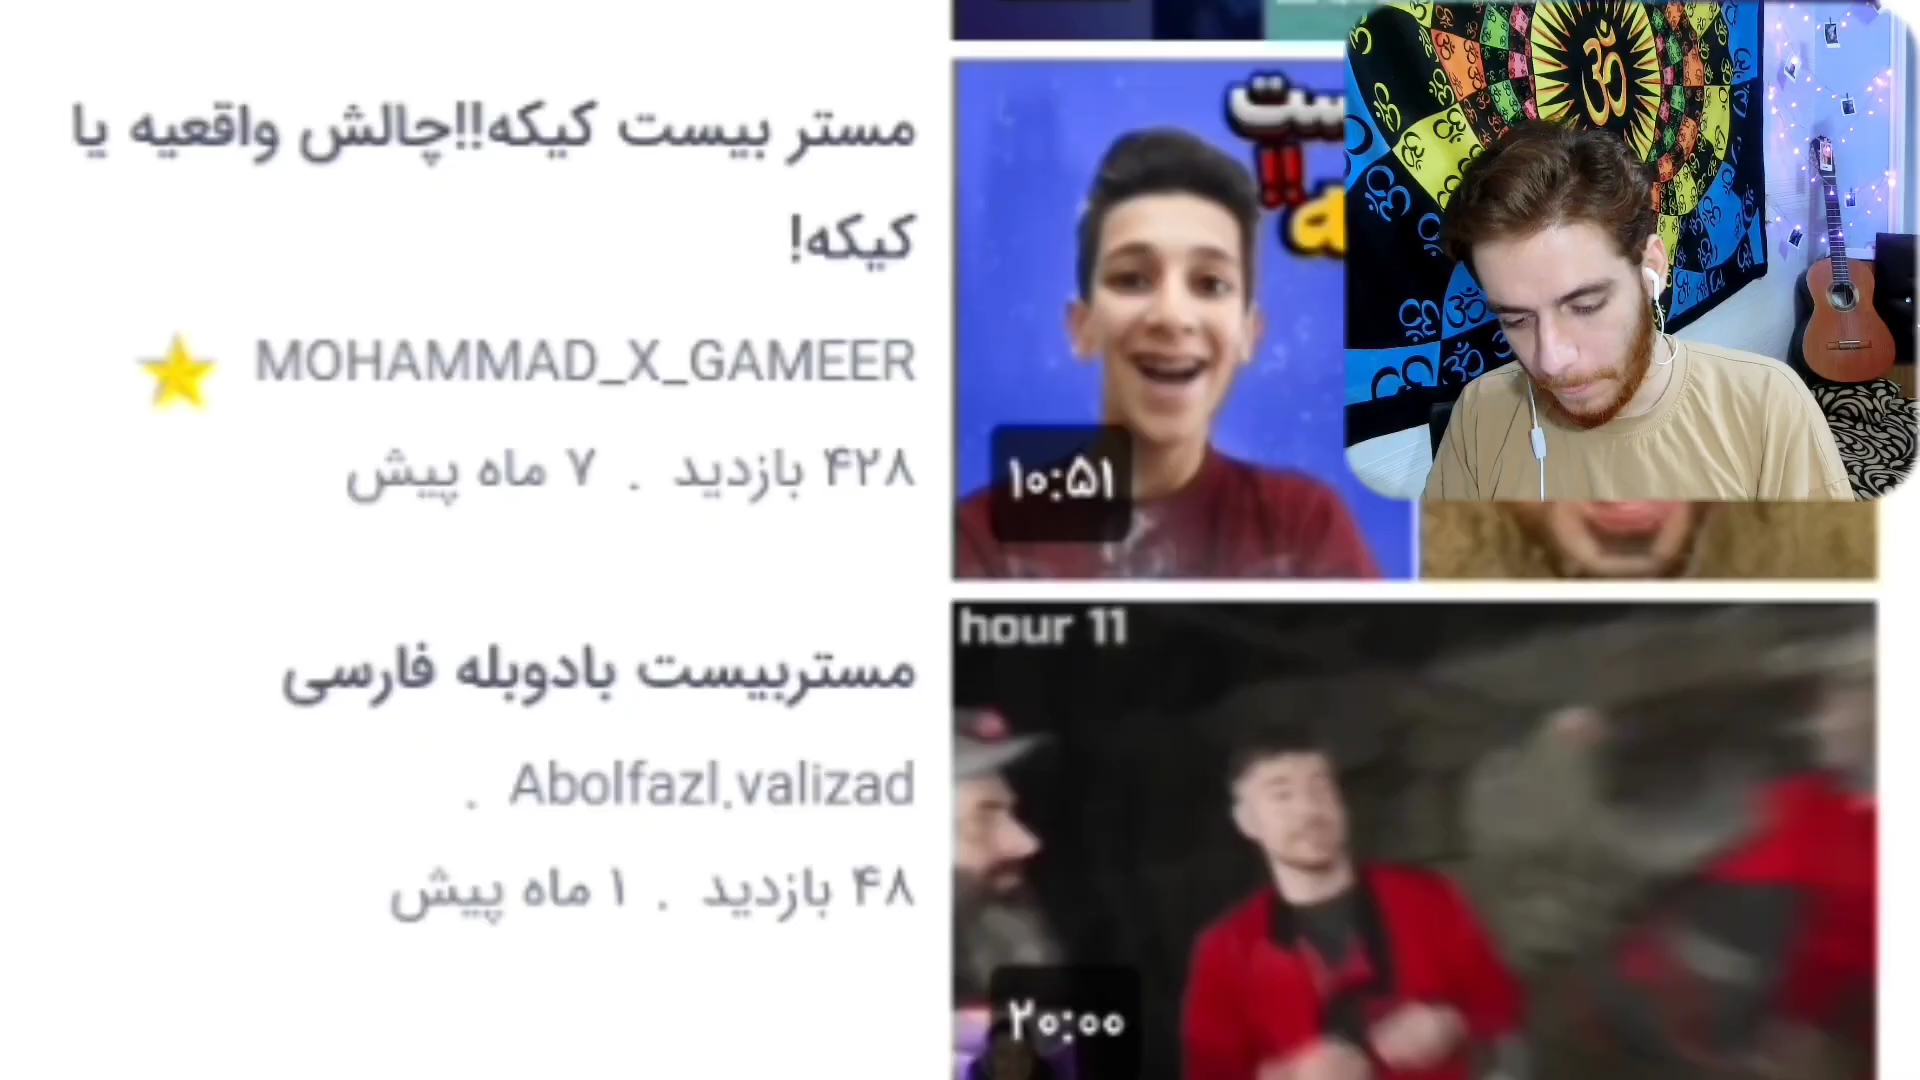 مستر بیست کیکه!!چالش واقعیه یا
کیکه!
MOHAMMAD_X_GAMEER
۴۲۸ بازدید . ۷ ماه پیش
۱۰:۵۱
مستربیست بادوبله فارسی
Abolfazl.valizad .
۴۸ بازدید . ۱ ماه پیش
hour 11
۲۰:۰۰